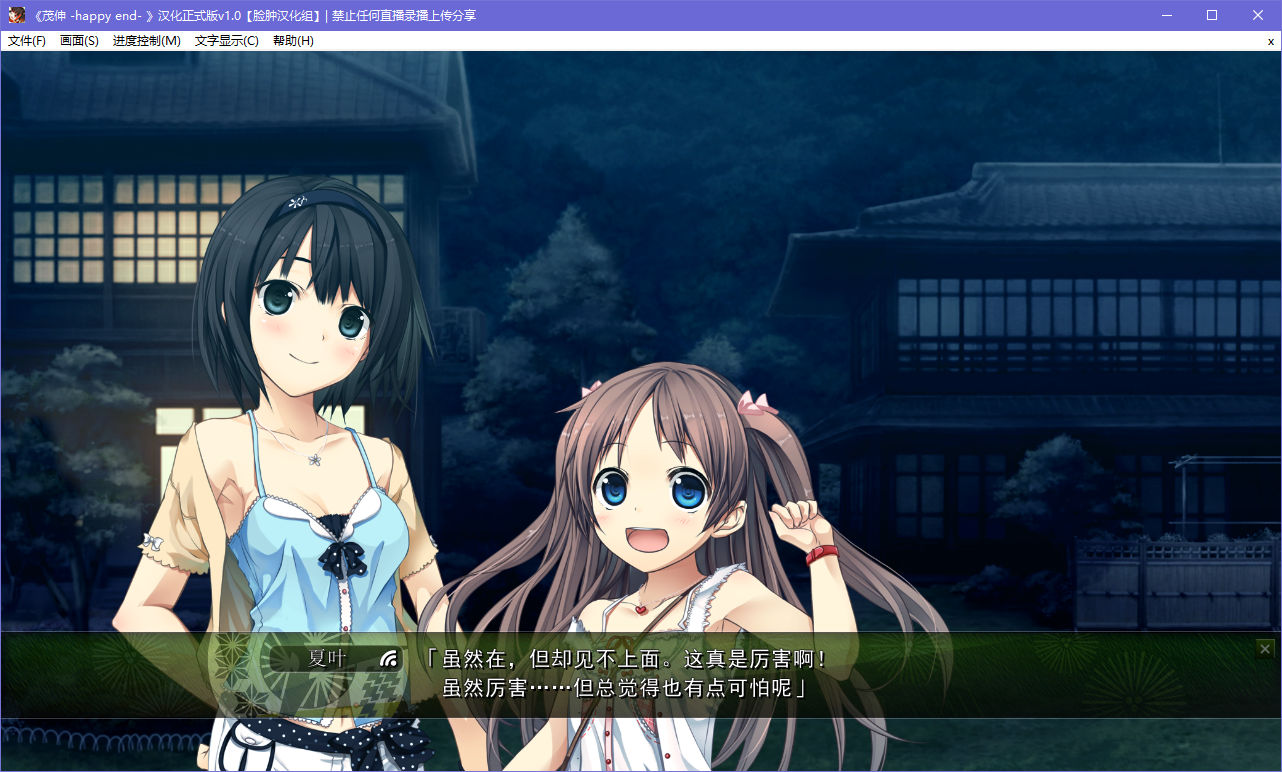 《茂伸 -happy end- 》汉化正式版v1.0【脸肿汉化组】| 禁止任何直播录播上传分享
文件(F) 画面(S) 进度控制(M) 文字显示(C) 帮助(H) x
夏叶
「虽然在，但却见不上面。这真是厉害啊！
虽然厉害……但总觉得也有点可怕呢」